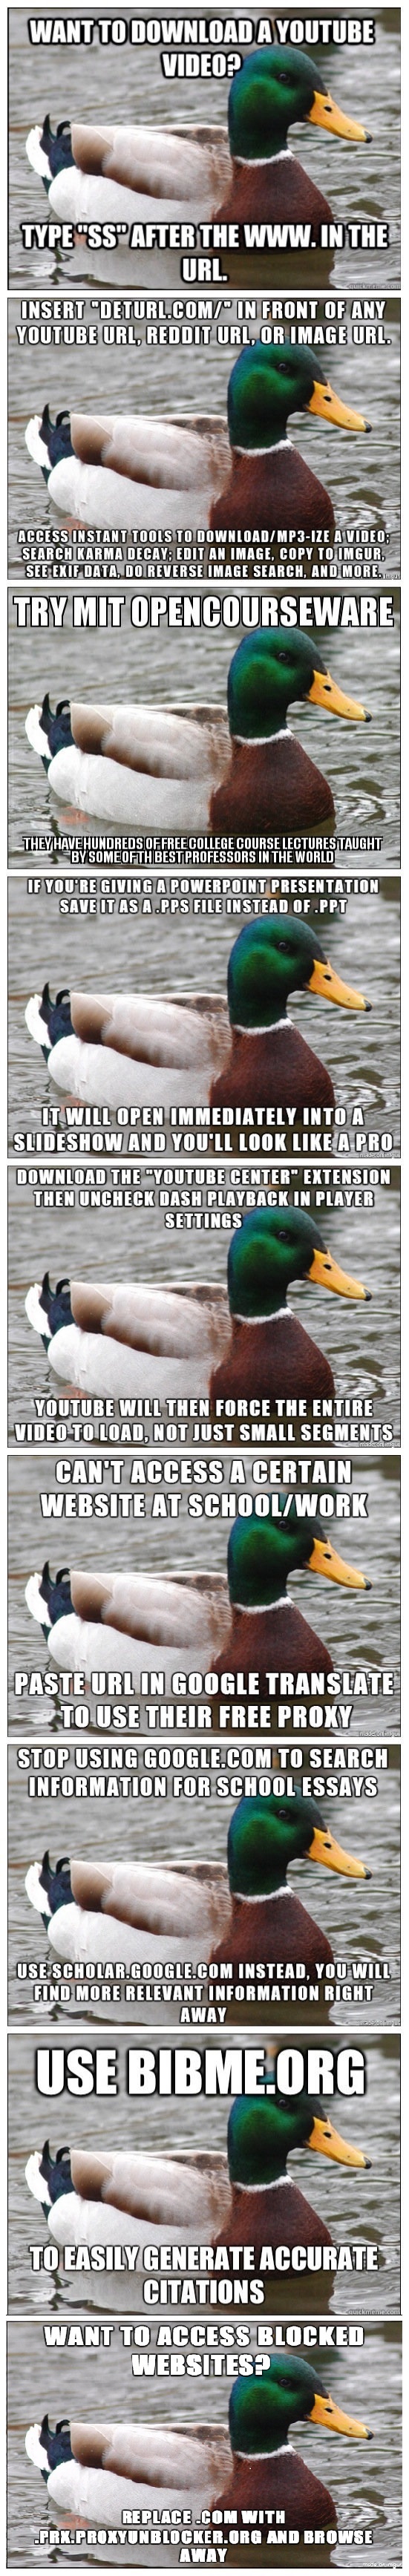 WANT TO DOWNLOAD A YOUTUBE
VIDEO?
TYPE "SS" AFTER THE WWW. IN THE
URL.
quickmeme.com
INSERT "DETURL.COM/" IN FRONT OF ANY
YOUTUBE URL, REDDIT URL, OR IMAGE URL.
ACCESS INSTANT TOOLS TO DOWNLOAD/MP3-IZE A VIDEO;
SEARCH KARMA DECAY; EDIT AN IMAGE, COPY TO IMGUR,
SEE EXIF DATA, DO REVERSE IMAGE SEARCH, AND MORE.
TRY MIT OPENCOURSEWARE
THEY HAVE HUNDREDS OF FREE COLLEGE COURSE LECTURES TAUGHT
BY SOME OF TH BEST PROFESSORS IN THE WORLD
IF YOU'RE GIVING A POWERPOINT PRESENTATION
SAVE IT AS A .PPS FILE INSTEAD OF .PPT
IT WILL OPEN IMMEDIATELY INTO A
SLIDESHOW AND YOU'LL LOOK LIKE A PRO
DOWNLOAD THE "YOUTUBE CENTER" EXTENSION
THEN UNCHECK DASH PLAYBACK IN PLAYER
SETTINGS
YOUTUBE WILL THEN FORCE THE ENTIRE
VIDEO TO LOAD, NOT JUST SMALL SEGMENTS
CAN'T ACCESS A CERTAIN
WEBSITE AT SCHOOL/WORK
PASTE URL IN GOOGLE TRANSLATE
TO USE THEIR FREE PROXY
STOP USING GOOGLE.COM TO SEARCH
INFORMATION FOR SCHOOL ESSAYS
USE SCHOLAR.GOOGLE.COM INSTEAD, YOU WILL
FIND MORE RELEVANT INFORMATION RIGHT
AWAY
USE BIBME.ORG
TO EASILY GENERATE ACCURATE
CITATIONS
quickmeme.com
WANT TO ACCESS BLOCKED
WEBSITES?
REPLACE .COM WITH
.PRX.PROXYUNBLOCKER.ORG AND BROWSE
AWAY